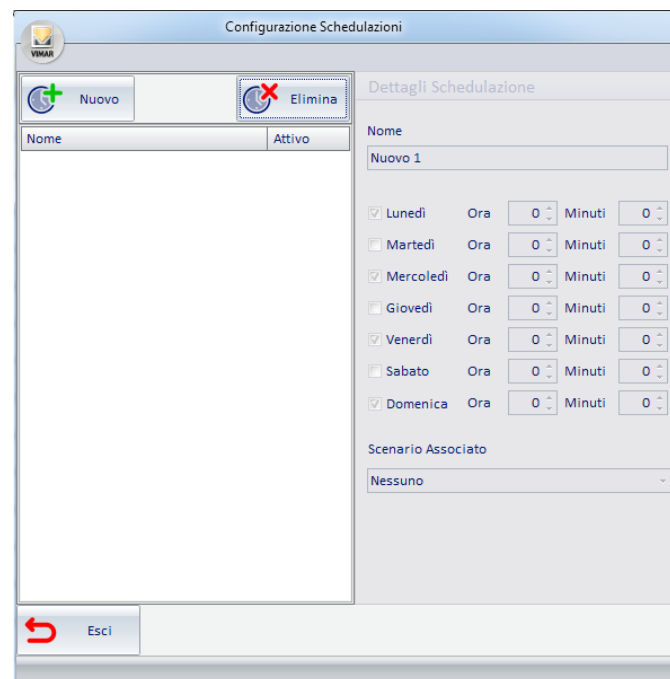 Configurazione Schedulazioni
VIMAR
Nuovo Elimina
Nome Attivo
Dettagli Schedulazione
Nome
Nuovo 1
Lunedì Ora 0 Minuti 0
Martedì Ora 0 Minuti 0
Mercoledì Ora 0 Minuti 0
Giovedì Ora 0 Minuti 0
Venerdì Ora 0 Minuti 0
Sabato Ora 0 Minuti 0
Domenica Ora 0 Minuti 0
Scenario Associato
Nessuno
Esci